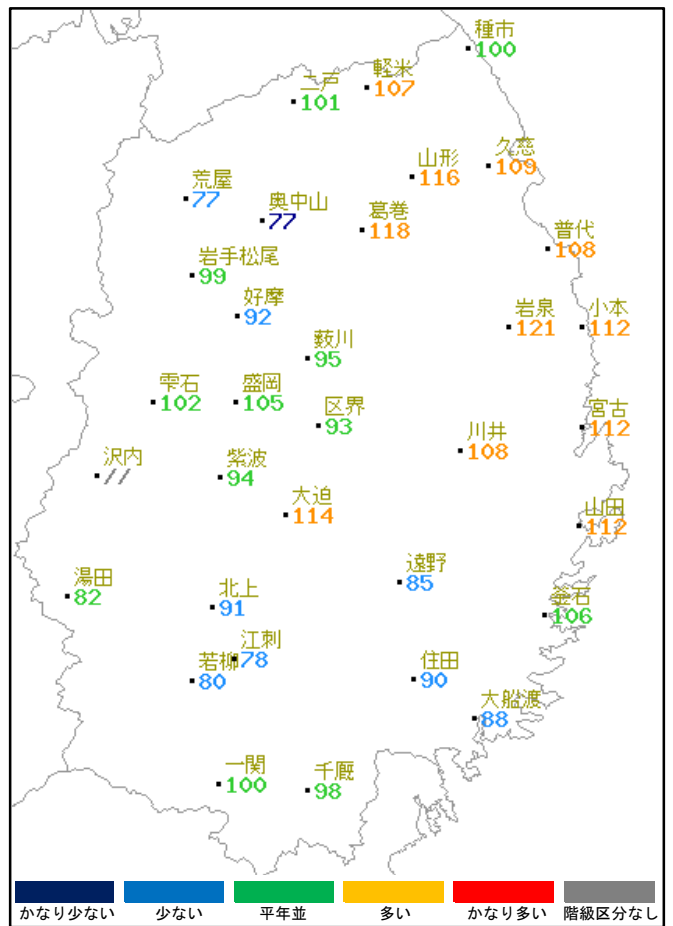 種市
100
軽米
107
二戸
101
久慈
109
山形
116
荒屋
77
奥中山
77
葛巻
118
普代
108
岩手松尾
99
好摩
92
岩泉
121
小本
112
薮川
95
雫石
102
盛岡
105
区界
93
宮古
112
川井
108
沢内
//
紫波
94
大迫
114
山田
112
湯田
82
遠野
85
北上
91
釜石
106
江刺
78
若柳
80
住田
90
大船渡
88
一関
100
千厩
98
かなり少ない
少ない
平年並
多い
かなり多い
階級区分なし